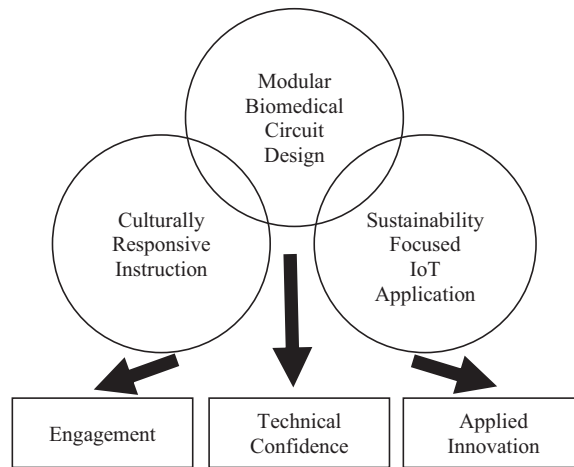 Modular
Biomedical
Circuit
Design
Culturally
Responsive
Instruction
Sustainability
Focused
IoT
Application
Engagement
Technical
Confidence
Applied
Innovation